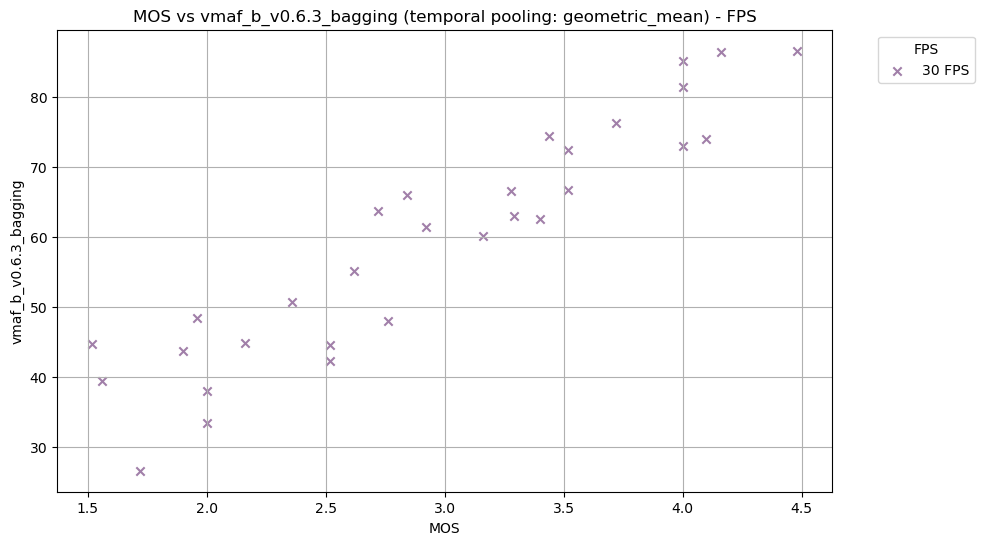 MOS vs vmaf_b_v0.6.3_bagging (temporal pooling: geometric_mean) - FPS
FPS
30 FPS
vmaf_b_v0.6.3_bagging
80
70
60
50
40
30
1.5 2.0 2.5 3.0 3.5 4.0 4.5
MOS